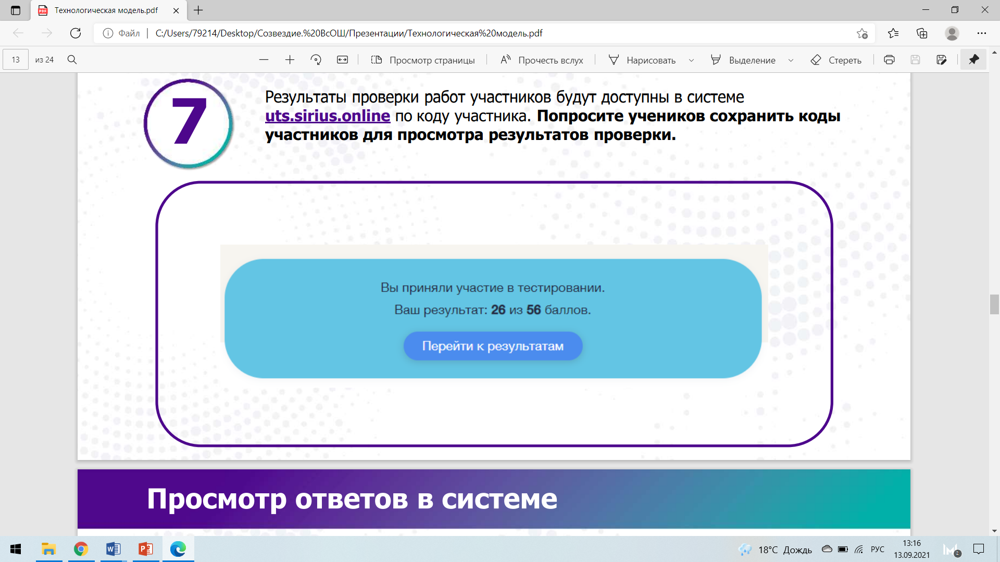 Технологическая модель.pdf
Файл
C:/Users/79214/Desktop/Созвездие.%20ВсОШ/Презентации/Технологическая%20модель.pdf
13 из 24
Просмотр страницы
Прочесть вслух
Нарисовать
Выделение
Стереть
7
Результаты проверки работ участников будут доступны в системе
uts.sirius.online по коду участника. Попросите учеников сохранить коды
участников для просмотра результатов проверки.
Вы приняли участие в тестировании.
Ваш результат: 26 из 56 баллов.
Перейти к результатам
Просмотр ответов в системе
18°C Дождь
РУС
13:16
13.09.2021
2